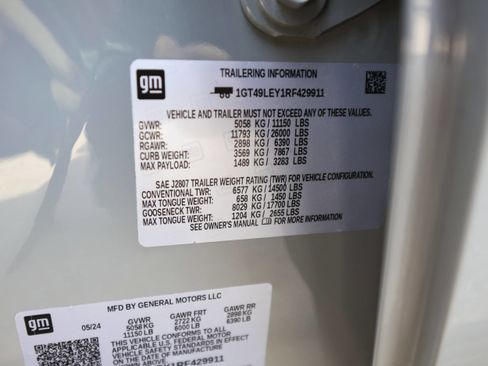 gm
TRAILERING INFORMATION
1GT49LEY1RF429911
VEHICLE AND TRAILER MUST NOT EXCEED ANY OF THESE VALUES.
GVWR: 5058 KG / 11150 LBS
GCWR: 11793 KG / 26000 LBS
RGAWR: 2898 KG / 6390 LBS
CURB WEIGHT: 3569 KG / 7867 LBS
MAX PAYLOAD: 1489 KG / 3283 LBS
SAE J2807 TRAILER WEIGHT RATING (TWR) FOR VEHICLE CONFIGURATION.
CONVENTIONAL TWR: 6577 KG / 14500 LBS
MAX TONGUE WEIGHT: 658 KG / 1450 LBS
GOOSENECK TWR: 8029 KG / 17700 LBS
MAX TONGUE WEIGHT: 1204 KG / 2655 LBS
SEE OWNER'S MANUAL FOR MORE INFORMATION
gm
MFD BY GENERAL MOTORS LLC
05/24 GVWR GAWR FRT GAWR RR
5058KG 2722 KG 2898 KG
11150 LB 6000 LB 6390 LB
THIS VEHICLE CONFORMS TO ALL
APPLICABLE U.S. FEDERAL MOTOR
VEHICLE SAFETY STANDARDS IN EFFECT
ON THE DATE OF MANUFACTURE
1RF429911